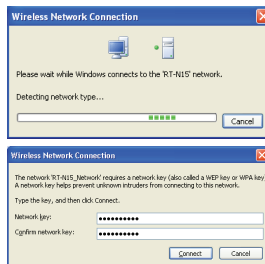 Wireless Network Connection
Please wait while Windows connects to the 'RT-N15' network.
Detecting network type...
Cancel
Wireless Network Connection
The network 'RT-N15_Network' requires a network key (also called a WEP key or WPA key)
A network key helps prevent unknown intruders from connecting to this network.
Type the key, and then click Connect.
Network key: ••••••••••
Confirm network key: ••••••••••
Connect Cancel